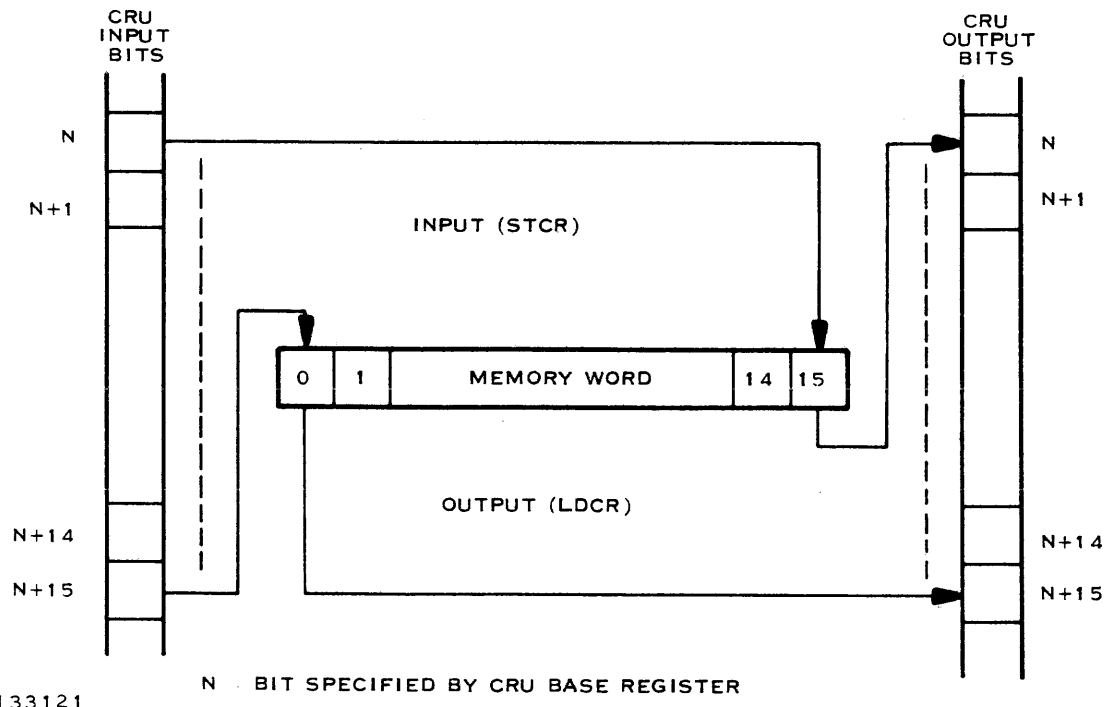 CRU
INPUT
BITS
CRU
OUTPUT
BITS
N
N
N+1
N+1
INPUT (STCR)
0 1 MEMORY WORD 14 15
OUTPUT (LDCR)
N+14
N+14
N+15
N+15
N . BIT SPECIFIED BY CRU BASE REGISTER
133121